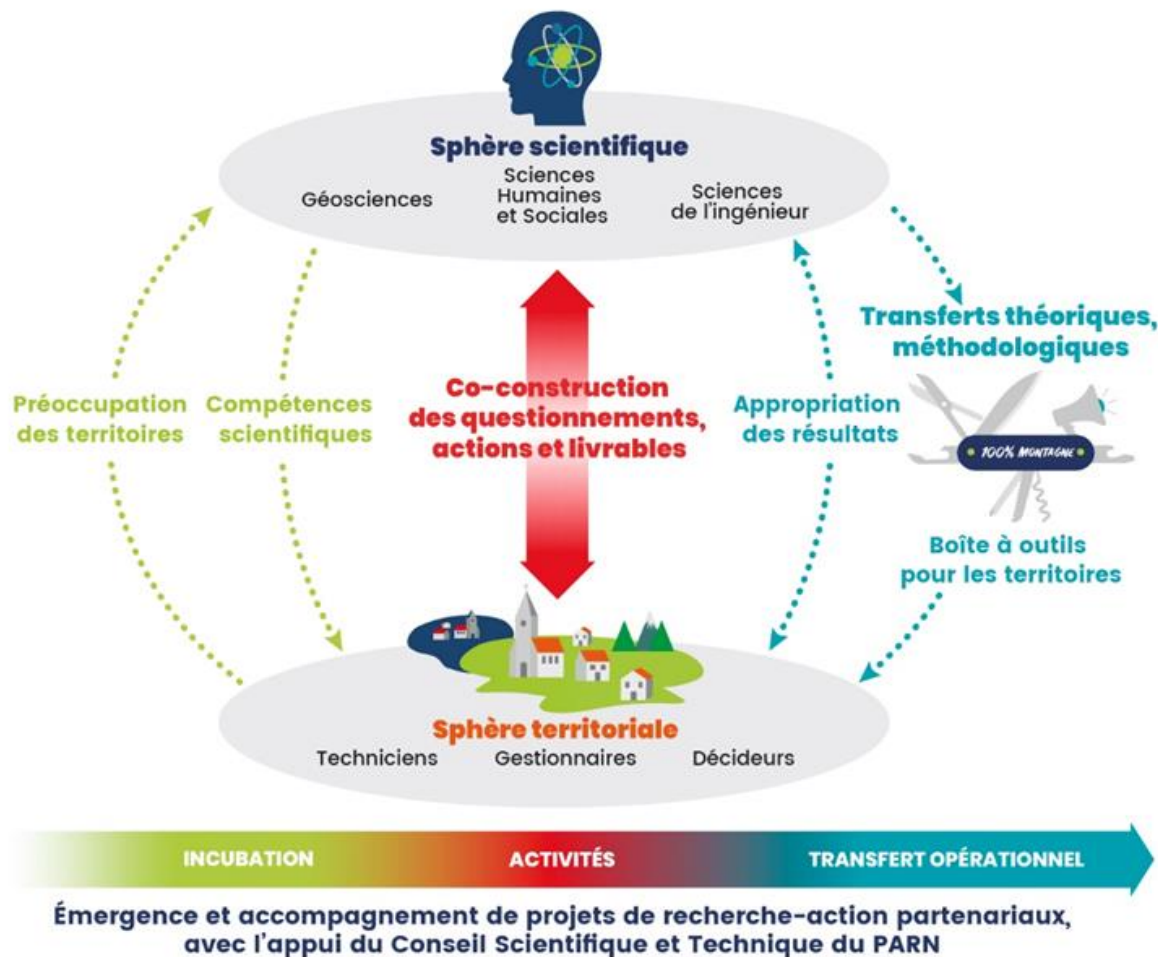 Sphère scientifique
Géosciences
Sciences
Humaines
et Sociales
Sciences
de l'ingénieur
Préoccupation
des territoires
Compétences
scientifiques
Co-construction
des questionnements,
actions et livrables
Appropriation
des résultats
Transferts théoriques,
méthodologiques
100% MONTAGNE
Boîte à outils
pour les territoires
Sphère territoriale
Techniciens
Gestionnaires
Décideurs
INCUBATION
ACTIVITÉS
TRANSFERT OPÉRATIONNEL
Émergence et accompagnement de projets de recherche-action partenariaux,
avec l'appui du Conseil Scientifique et Technique du PARN